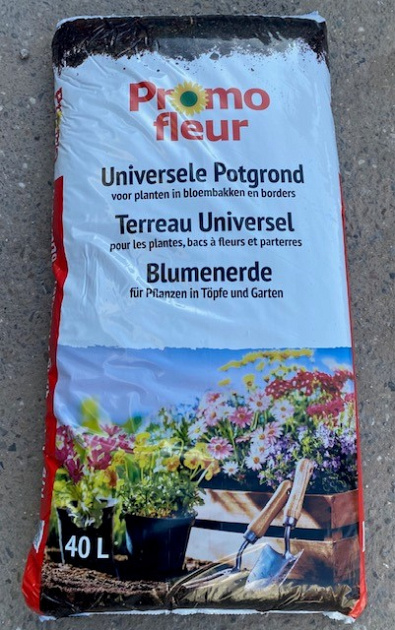 Promo
fleur
Universele Potgrond
voor planten in bloembakken en borders
Terreau Universel
pour les plantes, bacs à fleurs et parterres
Blumenerde
für Pflanzen in Töpfe und Garten
40 L